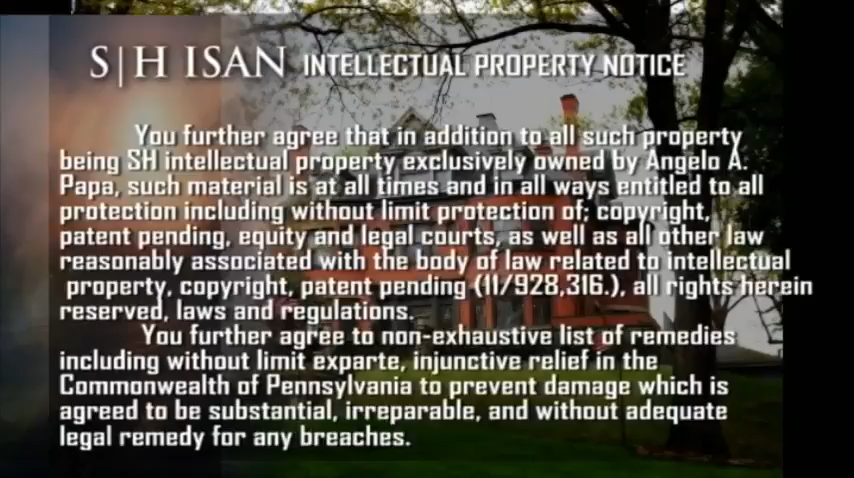 S|H ISAN INTELLECTUAL PROPERTY NOTICE
You further agree that in addition to all such property
being SH intellectual property exclusively owned by Angelo A.
Papa, such material is at all times and in all ways entitled to all
protection including without limit protection of; copyright,
patent pending, equity and legal courts, as well as all other law
reasonably associated with the body of law related to intellectual
property, copyright, patent pending (11/928,316.), all rights herein
reserved, laws and regulations.
You further agree to non-exhaustive list of remedies
including without limit exparte, injunctive relief in the
Commonwealth of Pennsylvania to prevent damage which is
agreed to be substantial, irreparable, and without adequate
legal remedy for any breaches.